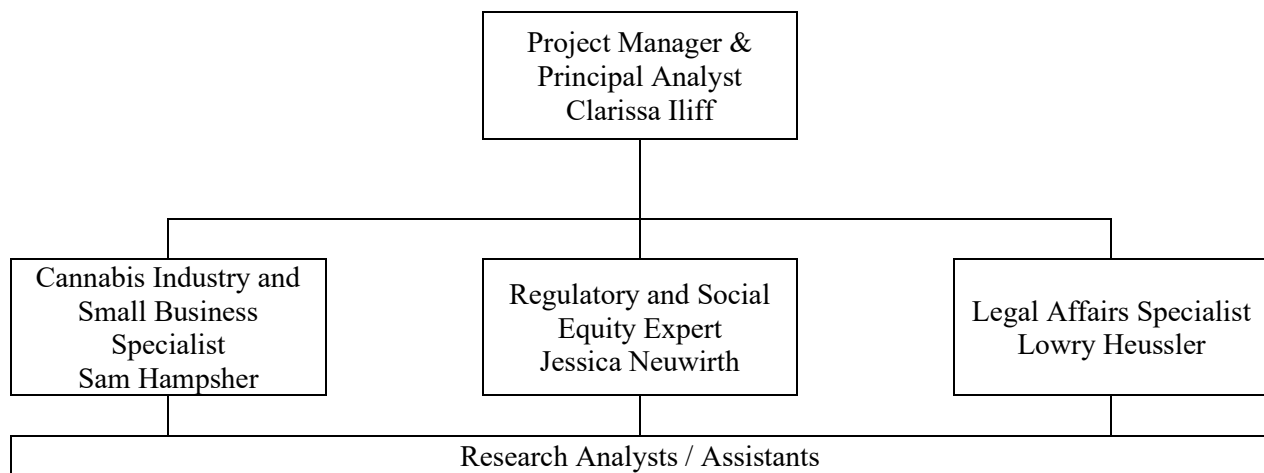 Project Manager &
Principal Analyst
Clarissa Iliff
Cannabis Industry and
Small Business
Specialist
Sam Hampsher
Regulatory and Social
Equity Expert
Jessica Neuwirth
Legal Affairs Specialist
Lowry Heussler
Research Analysts / Assistants